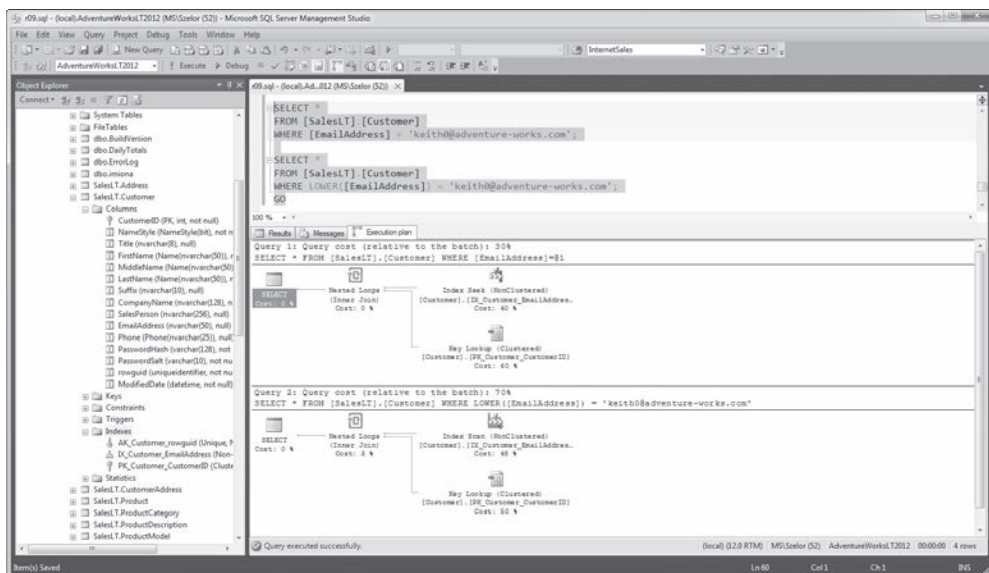 r09.sql - (local).AdventureWorksLT2012 (MS\Szelor (52)) - Microsoft SQL Server Management Studio
File Edit View Query Project Debug Tools Window Help
New Query InternetSales
AdventureWorksLT2012 Execute Debug
Object Explorer
Connect
System Tables
FileTables
dbo.BuildVersion
dbo.DailyTotals
dbo.ErrorLog
dbo.imiona
SalesLT.Address
SalesLT.Customer
Columns
CustomerID (PK, int, not null)
NameStyle (NameStyle(bit), not n
Title (nvarchar(8), null)
FirstName (Name(nvarchar(50)), r
MiddleName (Name(nvarchar(50)
LastName (Name(nvarchar(50)), r
Suffix (nvarchar(10), null)
CompanyName (nvarchar(128), n
SalesPerson (nvarchar(256), null)
EmailAddress (nvarchar(50), null)
Phone (Phone(nvarchar(25)), null
PasswordHash (varchar(128), not
PasswordSalt (varchar(10), not nu
rowguid (uniqueidentifier, not nu
ModifiedDate (datetime, not null)
Keys
Constraints
Triggers
Indexes
AK_Customer_rowguid (Unique, N
IX_Customer_EmailAddress (Non-
PK_Customer_CustomerID (Cluste
Statistics
SalesLT.CustomerAddress
SalesLT.Product
SalesLT.ProductCategory
SalesLT.ProductDescription
SalesLT.ProductModel
r09.sql - (local).Ad...012 (MS\Szelor (52))
SELECT *
FROM [SalesLT].[Customer]
WHERE [EmailAddress] = 'keith0@adventure-works.com';
SELECT *
FROM [SalesLT].[Customer]
WHERE LOWER([EmailAddress]) = 'keith0@adventure-works.com';
GO
100 %
Results Messages Execution plan
Query 1: Query cost (relative to the batch): 30%
SELECT * FROM [SalesLT].[Customer] WHERE [EmailAddress]=@1
SELECT
Cost: 0 %
Nested Loops
(Inner Join)
Cost: 0 %
Index Seek (NonClustered)
[Customer].[IX_Customer_EmailAddres…
Cost: 40 %
Key Lookup (Clustered)
[Customer].[PK_Customer_CustomerID]
Cost: 60 %
Query 2: Query cost (relative to the batch): 70%
SELECT * FROM [SalesLT].[Customer] WHERE LOWER([EmailAddress]) = 'keith0@adventure-works.com'
SELECT
Cost: 0 %
Nested Loops
(Inner Join)
Cost: 3 %
Index Scan (NonClustered)
[Customer].[IX_Customer_EmailAddres…
Cost: 48 %
Key Lookup (Clustered)
[Customer].[PK_Customer_CustomerID]
Cost: 50 %
Query executed successfully.
(local) (12.0 RTM) MS\Szelor (52) AdventureWorksLT2012 00:00:00 4 rows
Item(s) Saved Ln 60 Col 1 Ch 1 INS